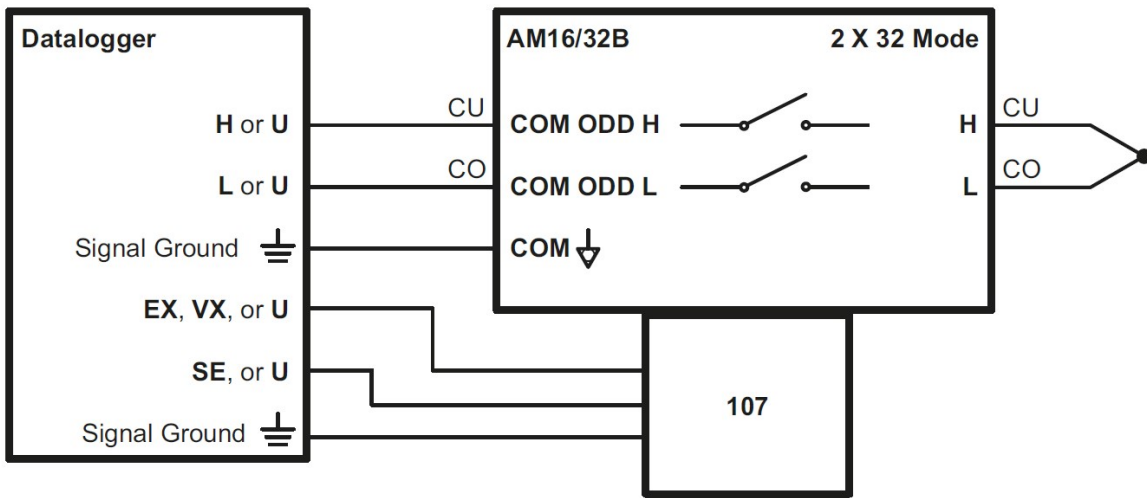 Datalogger
AM16/32B 2 X 32 Mode
H or U CU COM ODD H H CU
L or U CO COM ODD L L CO
Signal Ground COM
EX, VX, or U
SE, or U
107
Signal Ground